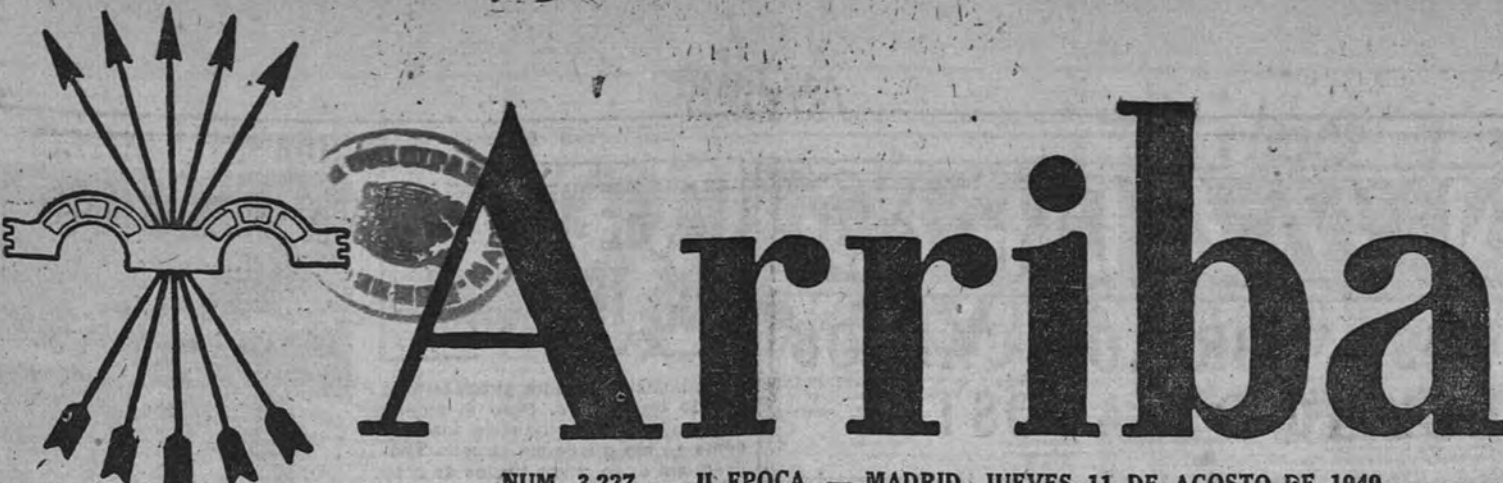 Arriba
NUM. 3.227. — II EPOCA. — MADRID, JUEVES 11 DE AGOSTO DE 1949